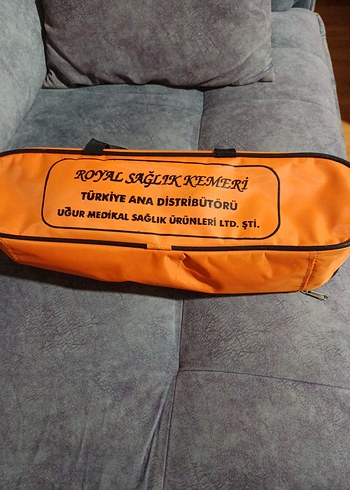 ROYAL SAĞLIK KEMERİ
TÜRKİYE ANA DİSTRİBÜTÖRÜ
UĞUR MEDİKAL SAĞLIK ÜRÜNLERİ LTD. ŞTİ.